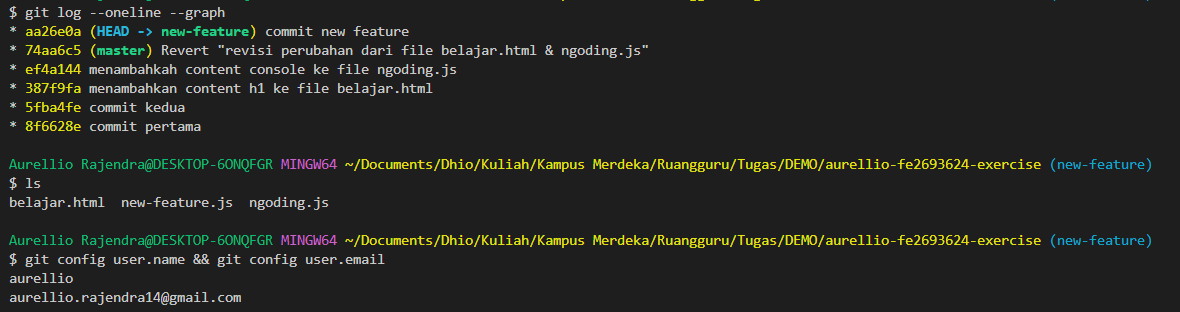 $ git log --oneline --graph
* aa26e0a (HEAD -> new-feature) commit new feature
* 74aa6c5 (master) Revert "revisi perubahan dari file belajar.html & ngoding.js"
* ef4a144 menambahkah content console ke file ngoding.js
* 387f9fa menambahkan content h1 ke file belajar.html
* 5fba4fe commit kedua
* 8f6628e commit pertama
Aurellio Rajendra@DESKTOP-6ONQFGR MINGW64 ~/Documents/Dhio/Kuliah/Kampus Merdeka/Ruangguru/Tugas/DEMO/aurellio-fe2693624-exercise (new-feature)
$ ls
belajar.html  new-feature.js  ngoding.js
Aurellio Rajendra@DESKTOP-6ONQFGR MINGW64 ~/Documents/Dhio/Kuliah/Kampus Merdeka/Ruangguru/Tugas/DEMO/aurellio-fe2693624-exercise (new-feature)
$ git config user.name && git config user.email
aurellio
aurellio.rajendra14@gmail.com